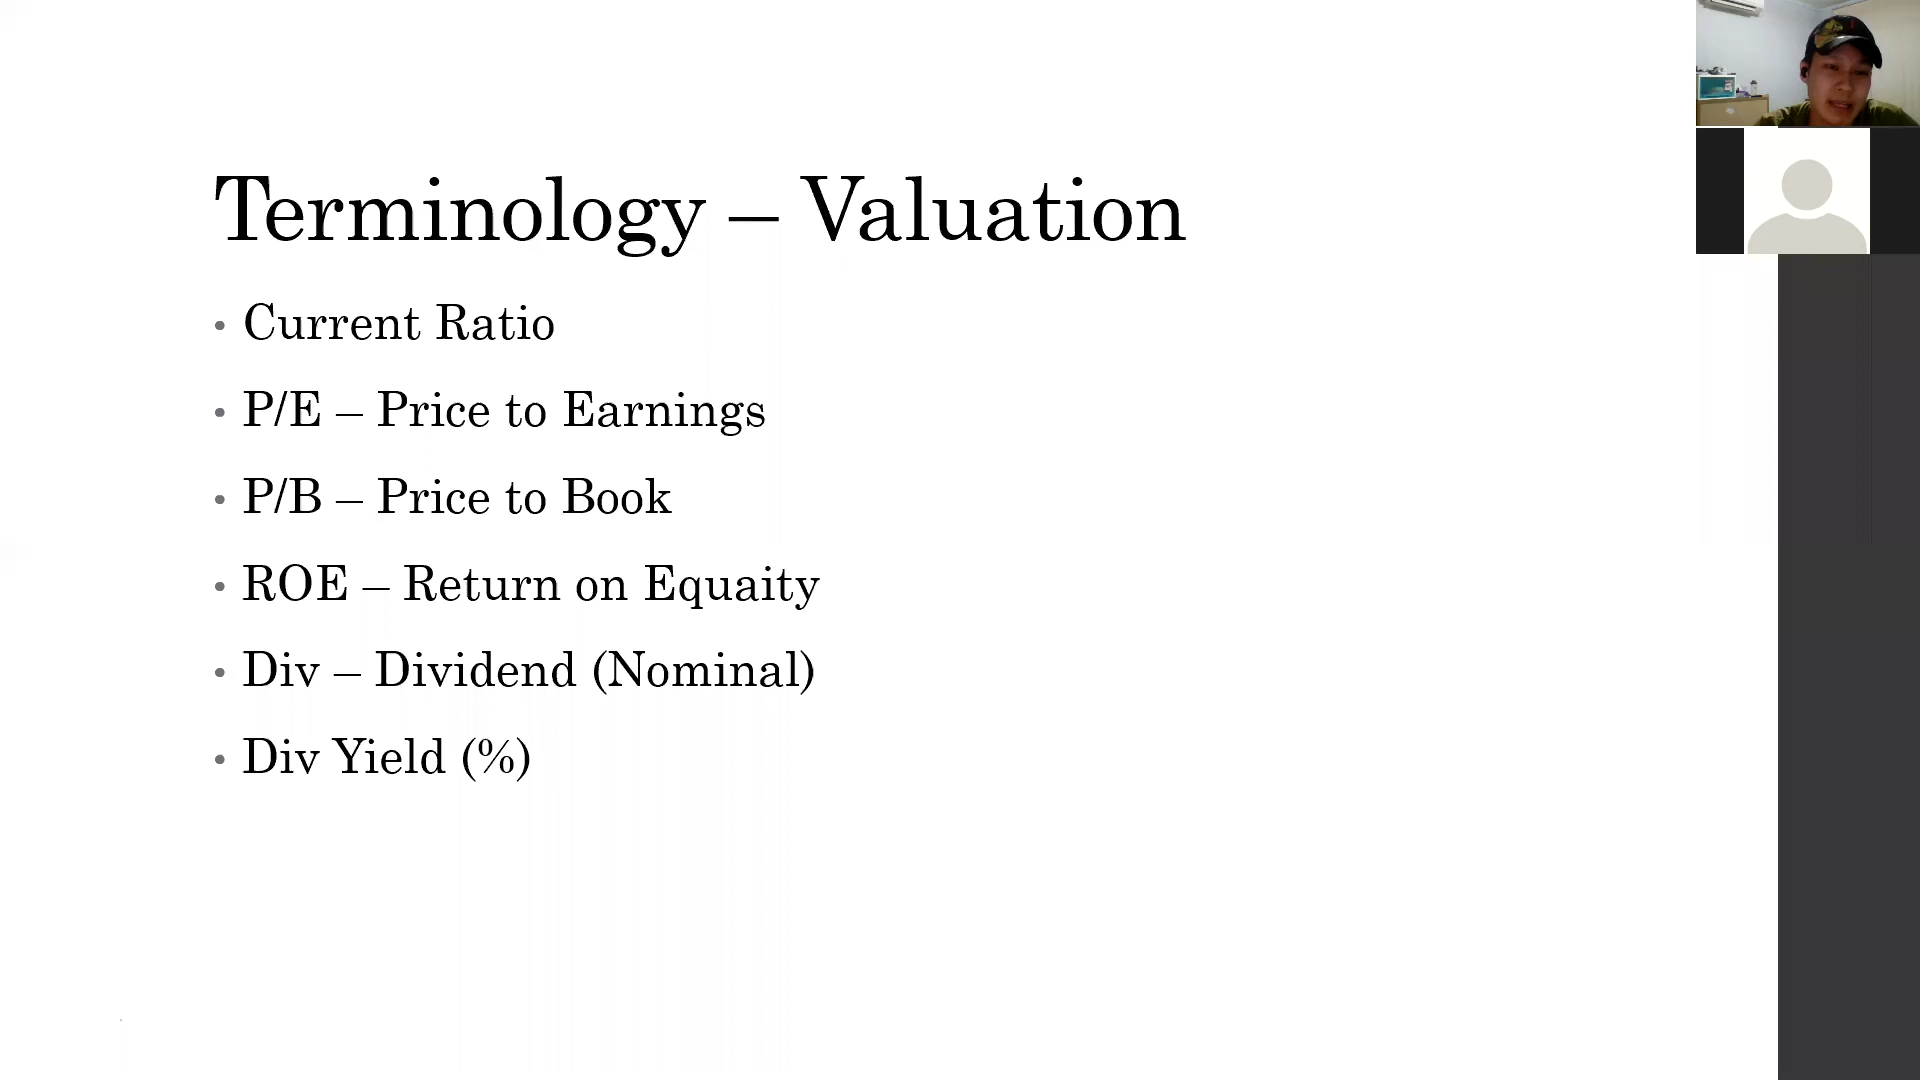 Terminology – Valuation
• Current Ratio
• P/E – Price to Earnings
• P/B – Price to Book
• ROE – Return on Equaity
• Div – Dividend (Nominal)
• Div Yield (%)